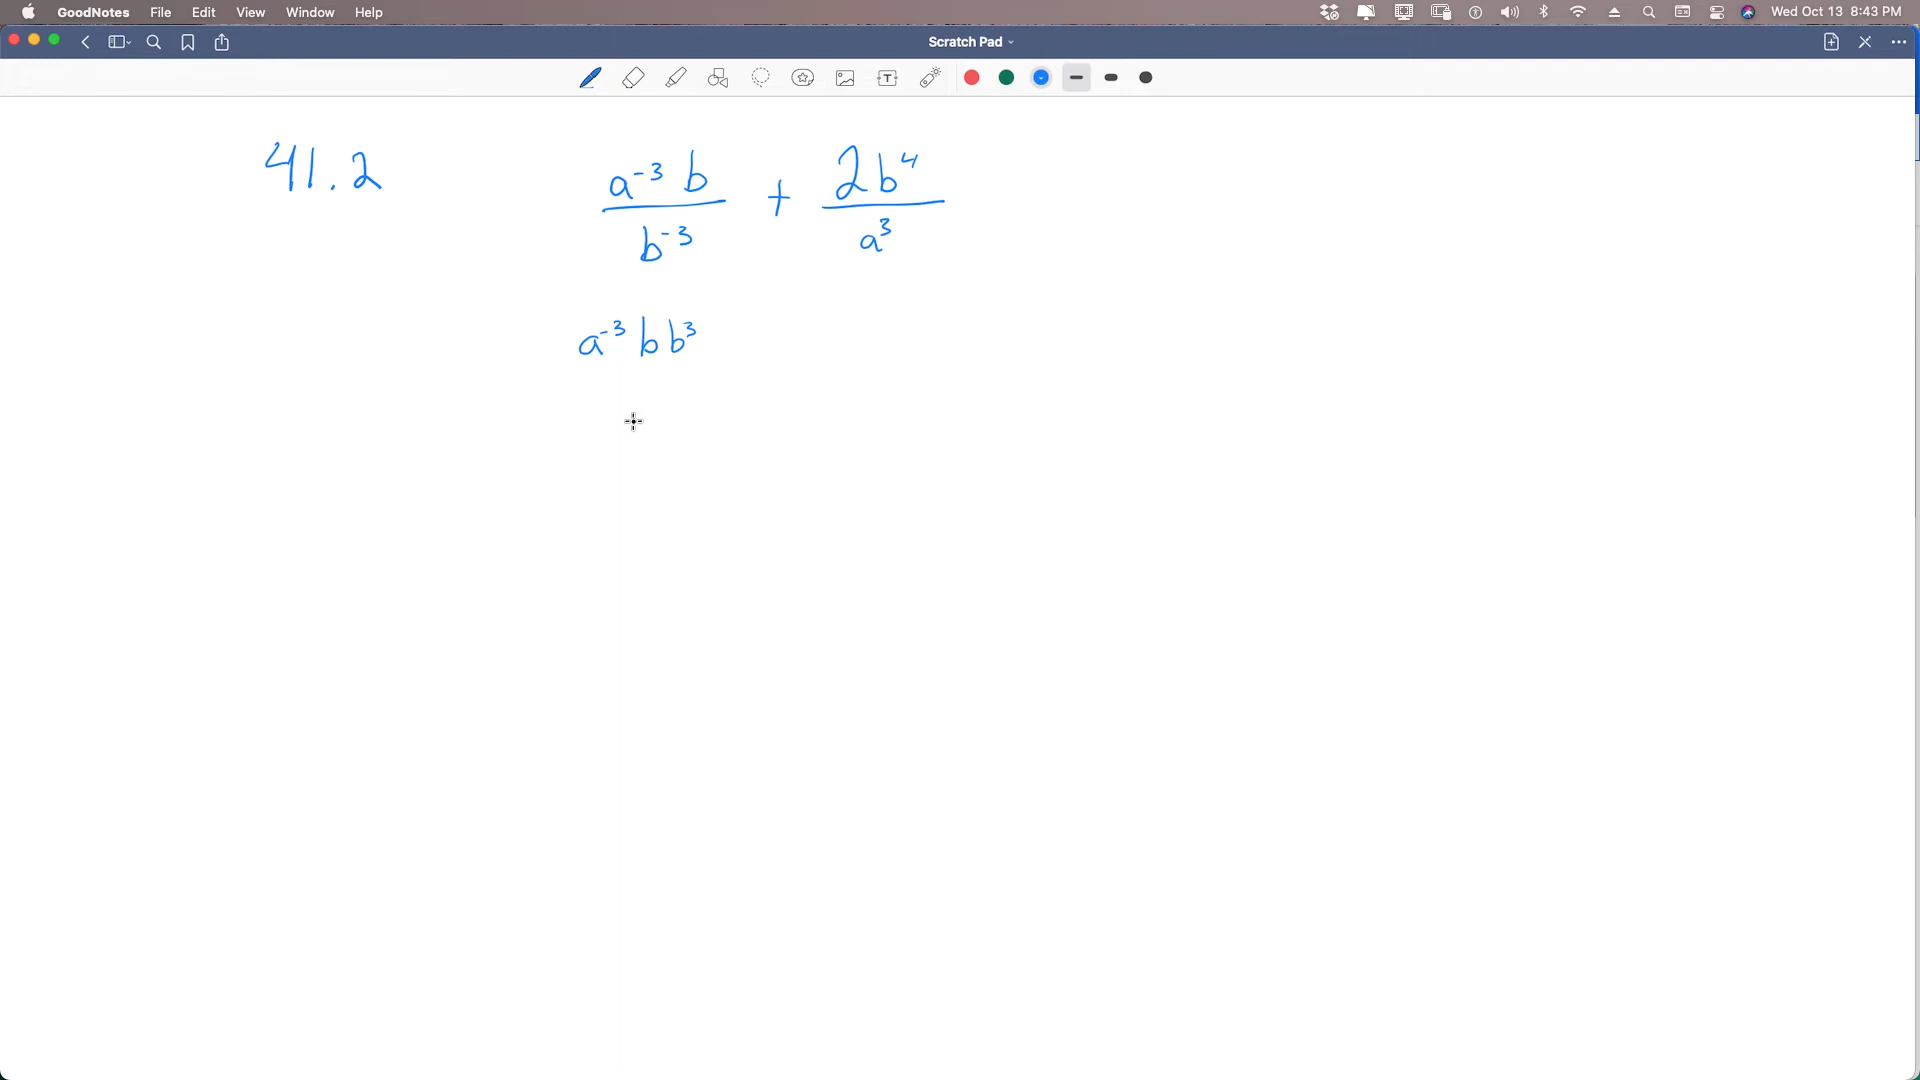 GoodNotes File Edit View Window Help Wed Oct 13 8:43 PM
Scratch Pad
T
41.2 a⁻³ b / b⁻³ + 2b⁴ / a³
a⁻³ b b³